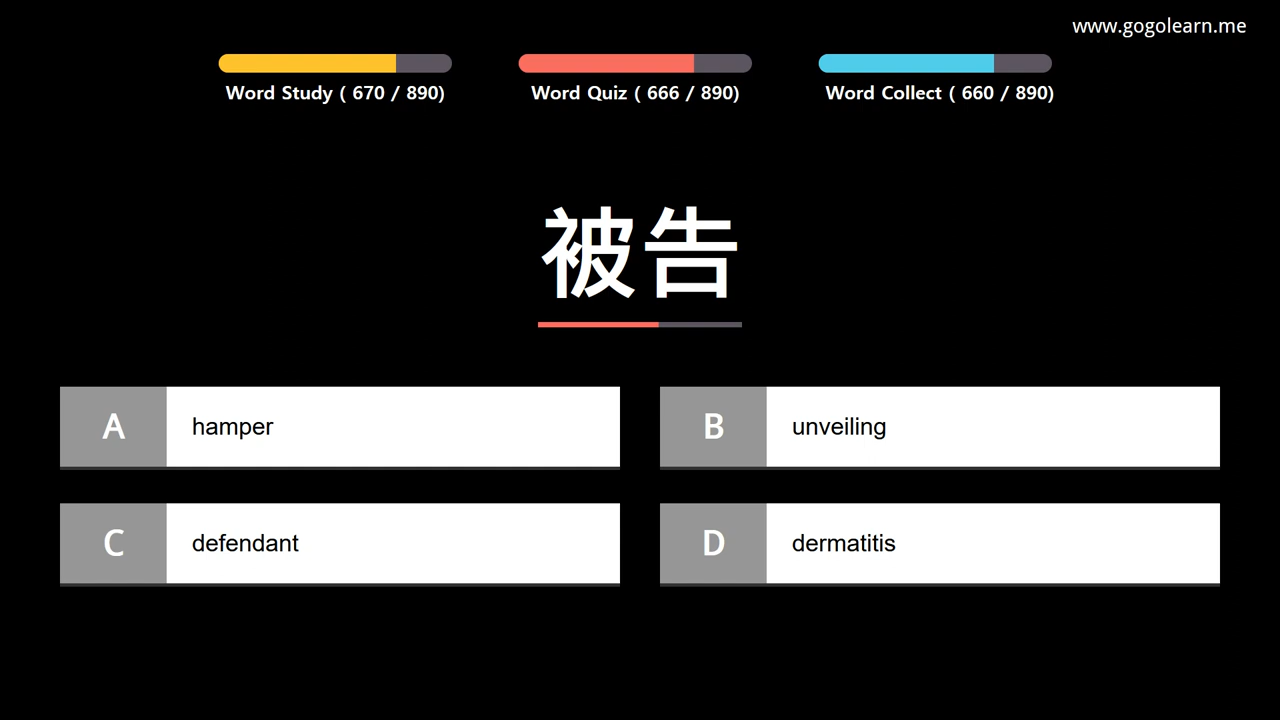 www.gogolearn.me
Word Study ( 670 / 890)
Word Quiz ( 666 / 890)
Word Collect ( 660 / 890)
被告
A hamper
B unveiling
C defendant
D dermatitis